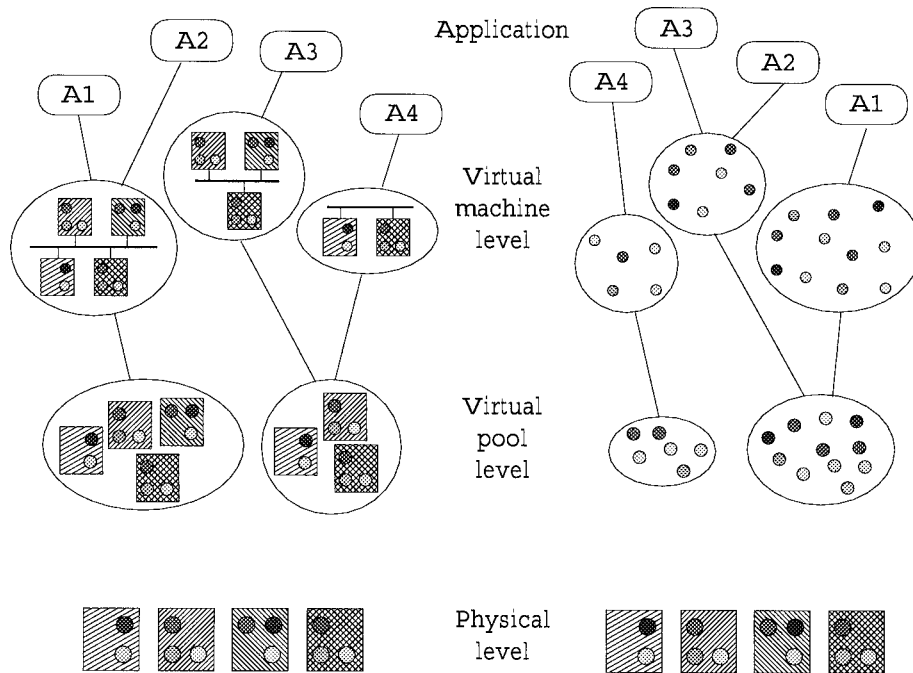 Application
A1
A2
A3
A4
A4
A3
A2
A1
Virtual
machine
level
Virtual
pool
level
Physical
level